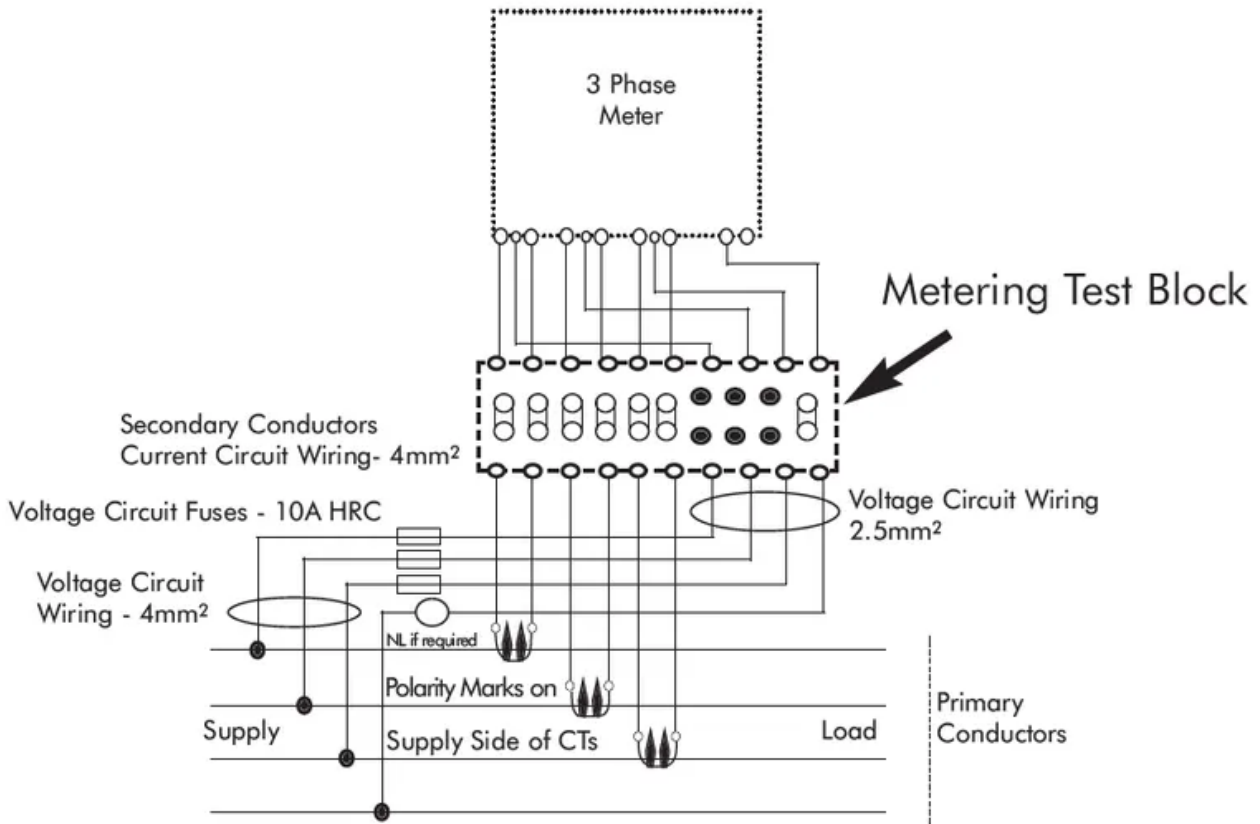 3 Phase
Meter
Metering Test Block
Secondary Conductors
Current Circuit Wiring- 4mm²
Voltage Circuit Fuses - 10A HRC
Voltage Circuit Wiring
2.5mm²
Voltage Circuit
Wiring - 4mm²
NL if required
Polarity Marks on
Supply
Supply Side of CTs
Load
Primary
Conductors